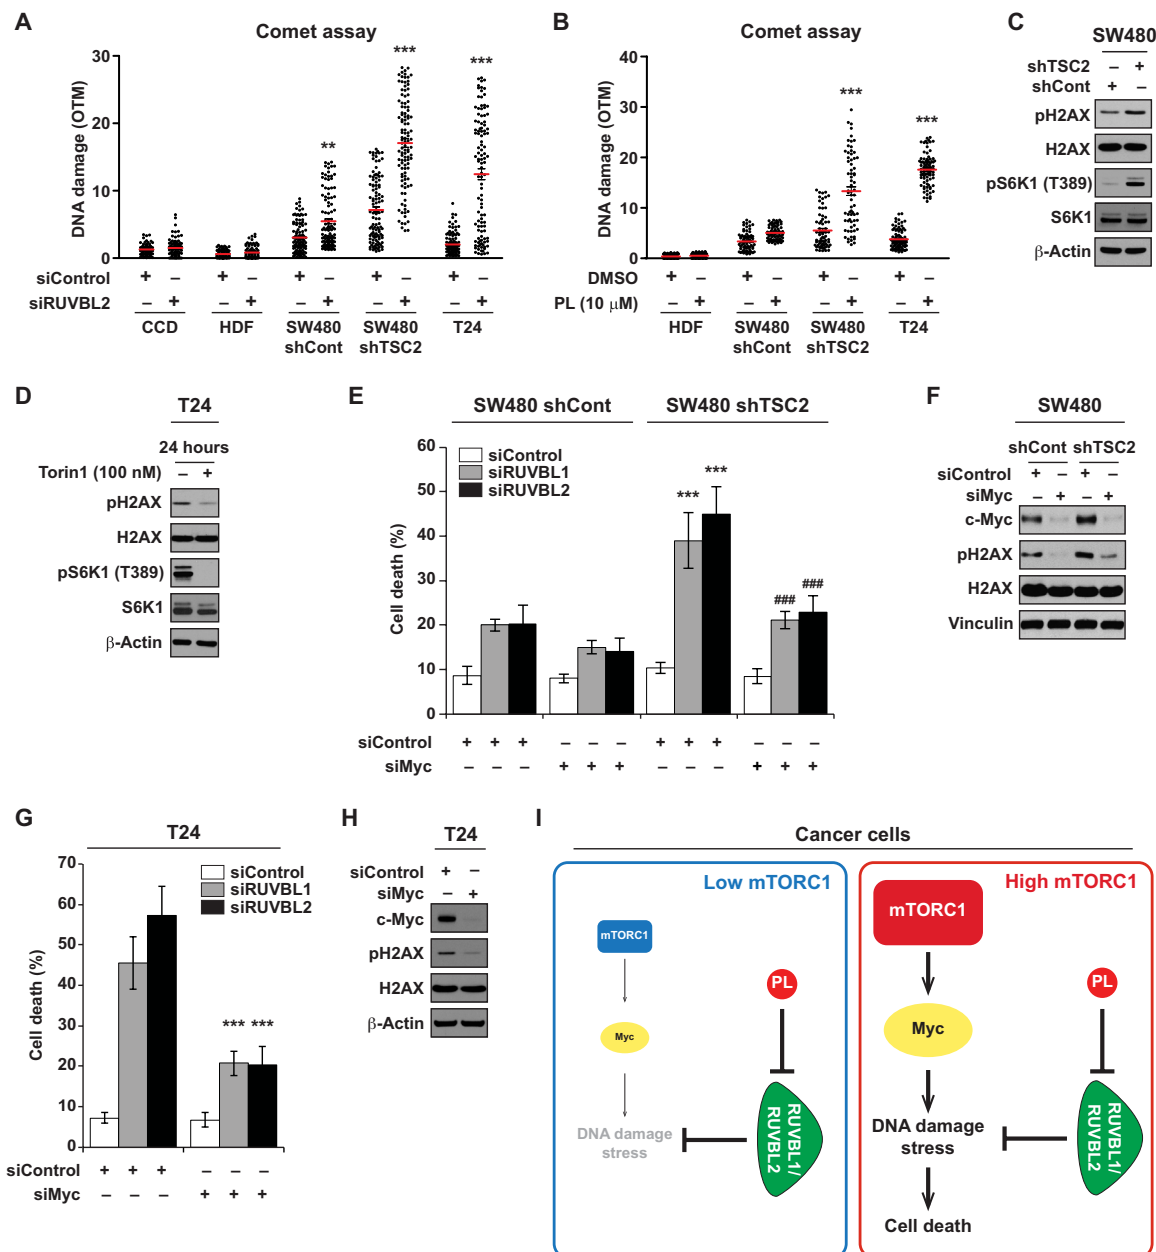 A
Comet assay
DNA damage (OTM)
30
20
10
0
** *** ***
siControl + – + – + – + – + –
siRUVBL2 – + – + – + – + – +
CCD HDF SW480 shCont SW480 shTSC2 T24
B
Comet assay
DNA damage (OTM)
40
30
20
10
0
*** ***
DMSO + – + – + – + –
PL (10 μM) – + – + – + – +
HDF SW480 shCont SW480 shTSC2 T24
C
SW480
shTSC2 – +
shCont + –
pH2AX
H2AX
pS6K1 (T389)
S6K1
β-Actin
D
T24
24 hours
Torin1 (100 nM) – +
pH2AX
H2AX
pS6K1 (T389)
S6K1
β-Actin
E
SW480 shCont SW480 shTSC2
Cell death (%)
60
50
40
30
20
10
0
siControl
siRUVBL1
siRUVBL2
*** ***
### ###
siControl + + + – – – + + + – – –
siMyc – – – + + + – – – + + +
F
SW480
shCont shTSC2
siControl + – + –
siMyc – + – +
c-Myc
pH2AX
H2AX
Vinculin
G
T24
Cell death (%)
70
60
50
40
30
20
10
0
siControl
siRUVBL1
siRUVBL2
*** ***
siControl + + + – – –
siMyc – – – + + +
H
T24
siControl + –
siMyc – +
c-Myc
pH2AX
H2AX
β-Actin
I
Cancer cells
Low mTORC1
mTORC1
Myc
DNA damage
stress
PL
RUVBL1/
RUVBL2
High mTORC1
mTORC1
Myc
DNA damage
stress
Cell death
PL
RUVBL1/
RUVBL2